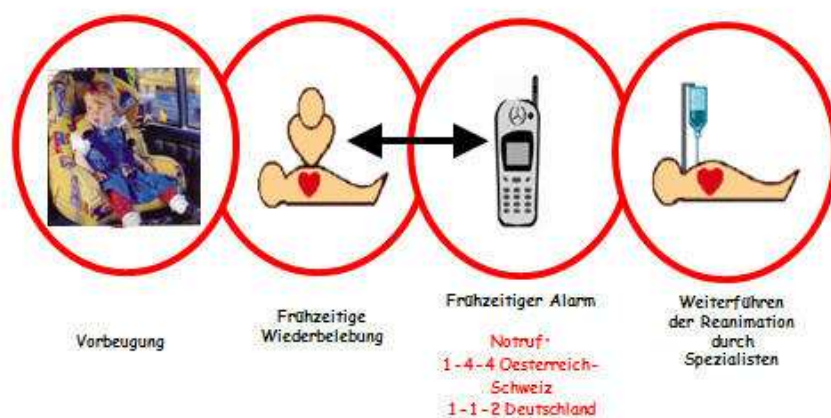 Vorbeugung
Frühzeitige
Wiederbelebung
Frühzeitiger Alarm
Notruf·
1-4-4 Oesterreich-
Schweiz
1-1-2 Deutschland
Weiterführen
der Reanimation
durch
Spezialisten